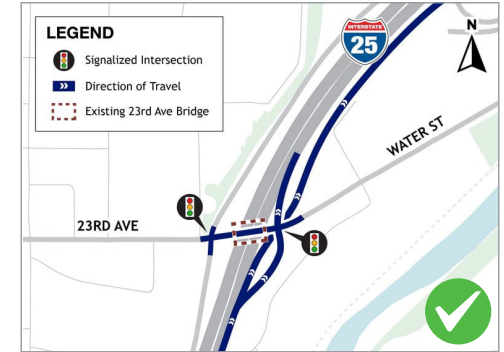 LEGEND
Signalized Intersection
Direction of Travel
Existing 23rd Ave Bridge
INTERSTATE
25
N
WATER ST
23RD AVE